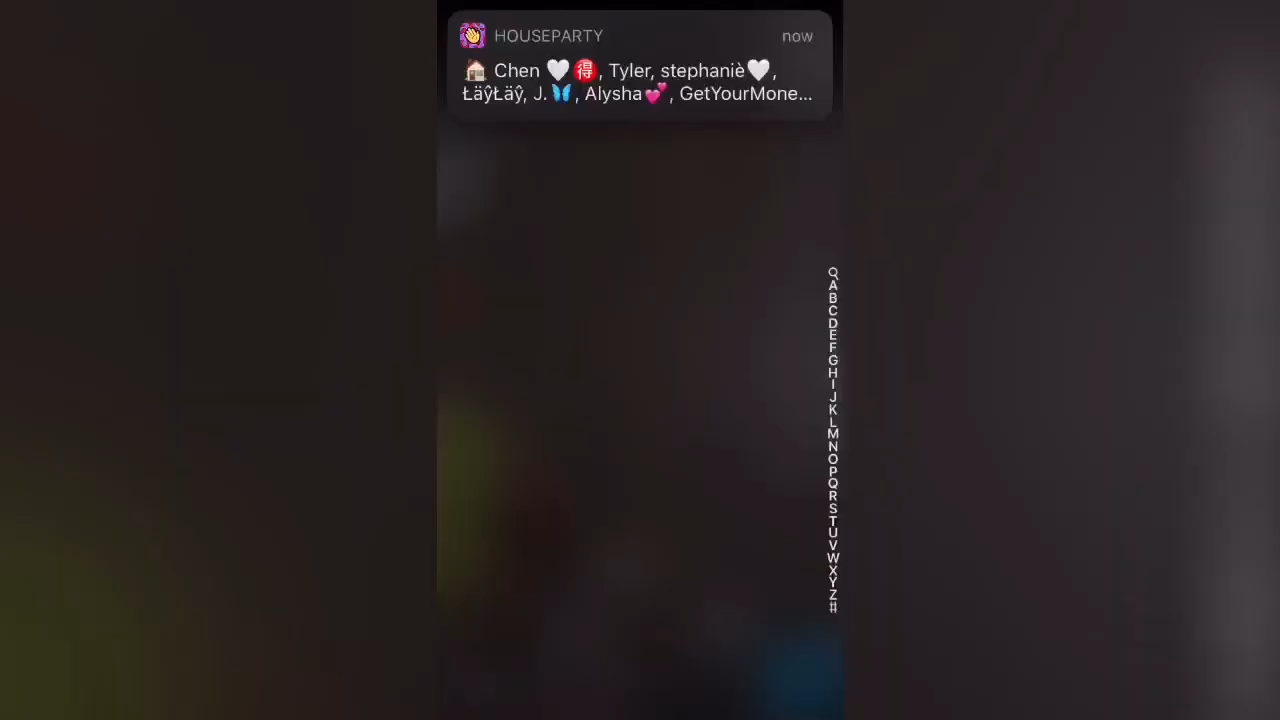 HOUSEPARTY
now
🏠 Chen 🤍🉐, Tyler, stephaniè🤍,
ŁäŷŁäŷ, J.🦋, Alysha💕, GetYourMone...
A
B
C
D
E
F
G
H
I
J
K
L
M
N
O
P
Q
R
S
T
U
V
W
X
Y
Z
#